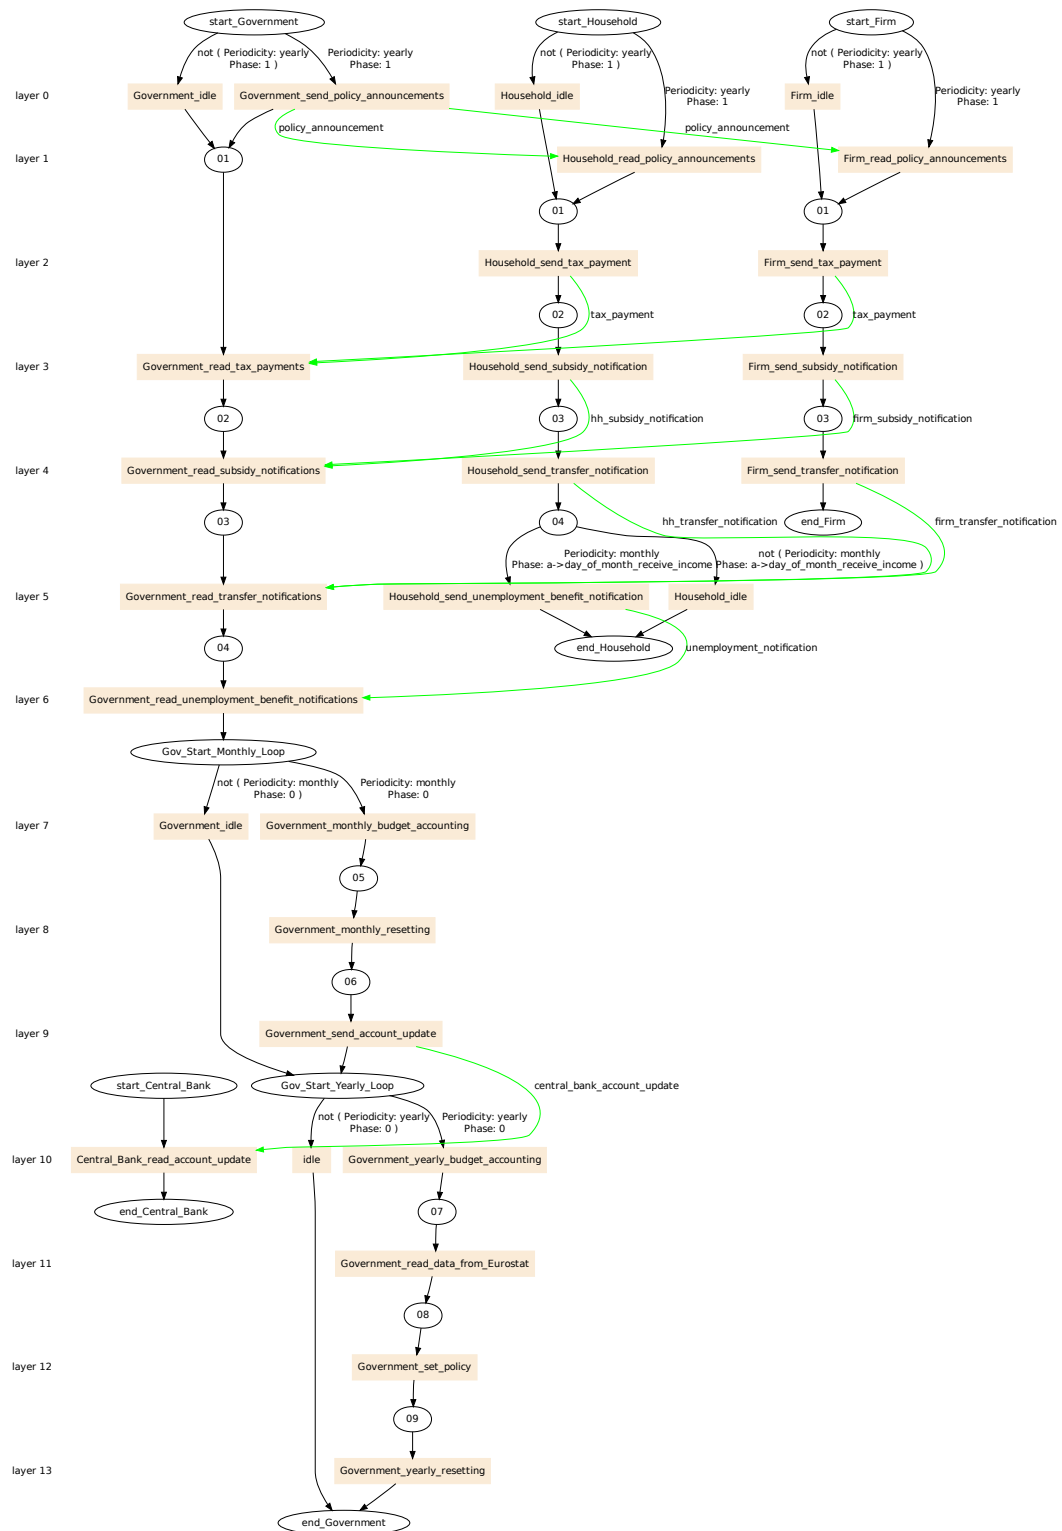 start_Government
start_Household
start_Firm
not ( Periodicity: yearly
Phase: 1 )
Periodicity: yearly
Phase: 1
not ( Periodicity: yearly
Phase: 1 )
Periodicity: yearly
Phase: 1
not ( Periodicity: yearly
Phase: 1 )
Periodicity: yearly
Phase: 1
layer 0
Government_idle
Government_send_policy_announcements
Household_idle
Firm_idle
policy_announcement
policy_announcement
layer 1
01
Household_read_policy_announcements
Firm_read_policy_announcements
01
01
layer 2
Household_send_tax_payment
Firm_send_tax_payment
02
tax_payment
02
tax_payment
layer 3
Government_read_tax_payments
Household_send_subsidy_notification
Firm_send_subsidy_notification
02
03
hh_subsidy_notification
03
firm_subsidy_notification
layer 4
Government_read_subsidy_notifications
Household_send_transfer_notification
Firm_send_transfer_notification
03
04
hh_transfer_notification
end_Firm
firm_transfer_notification
Periodicity: monthly
Phase: a->day_of_month_receive_income
not ( Periodicity: monthly
Phase: a->day_of_month_receive_income )
layer 5
Government_read_transfer_notifications
Household_send_unemployment_benefit_notification
Household_idle
04
end_Household
unemployment_notification
layer 6
Government_read_unemployment_benefit_notifications
Gov_Start_Monthly_Loop
not ( Periodicity: monthly
Phase: 0 )
Periodicity: monthly
Phase: 0
layer 7
Government_idle
Government_monthly_budget_accounting
05
layer 8
Government_monthly_resetting
06
layer 9
Government_send_account_update
start_Central_Bank
Gov_Start_Yearly_Loop
central_bank_account_update
not ( Periodicity: yearly
Phase: 0 )
Periodicity: yearly
Phase: 0
layer 10
Central_Bank_read_account_update
idle
Government_yearly_budget_accounting
end_Central_Bank
07
layer 11
Government_read_data_from_Eurostat
08
layer 12
Government_set_policy
09
layer 13
Government_yearly_resetting
end_Government